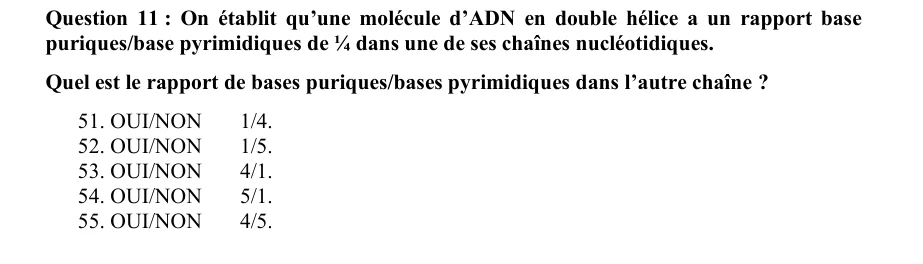 Question 11 : On établit qu’une molécule d’ADN en double hélice a un rapport base
puriques/base pyrimidiques de ¼ dans une de ses chaînes nucléotidiques.
Quel est le rapport de bases puriques/bases pyrimidiques dans l’autre chaîne ?
51. OUI/NON 1/4.
52. OUI/NON 1/5.
53. OUI/NON 4/1.
54. OUI/NON 5/1.
55. OUI/NON 4/5.